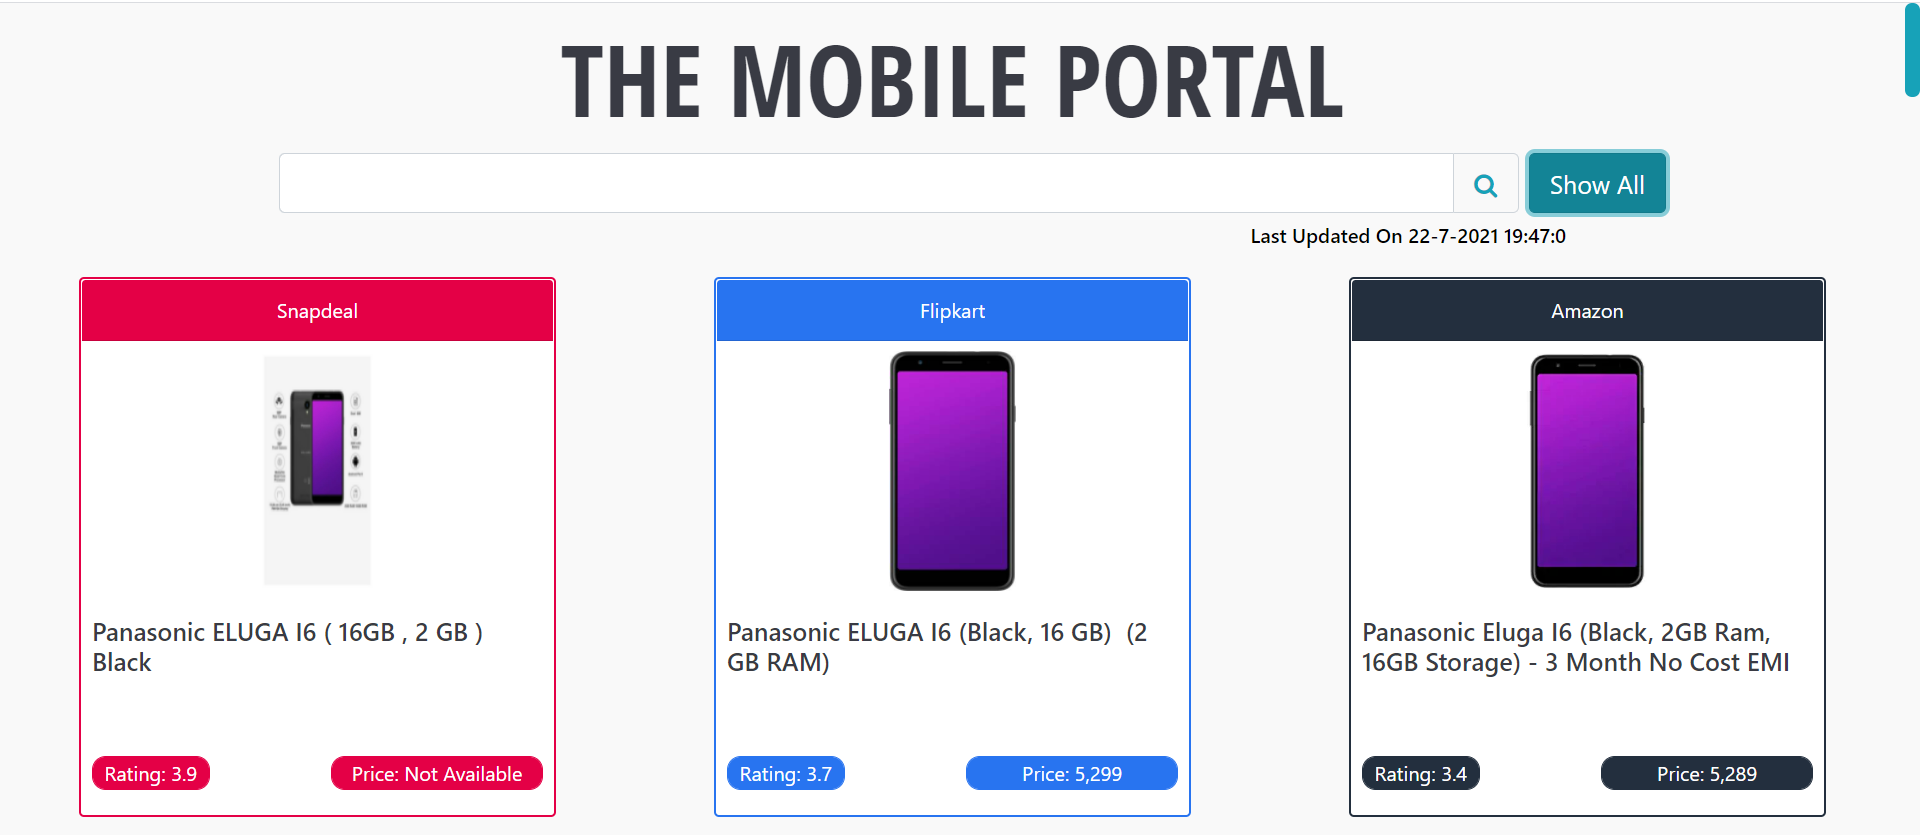 THE MOBILE PORTAL
Show All
Last Updated On 22-7-2021 19:47:0
Snapdeal
Panasonic ELUGA I6 ( 16GB , 2 GB )
Black
Rating: 3.9
Price: Not Available
Flipkart
Panasonic ELUGA I6 (Black, 16 GB)  (2
GB RAM)
Rating: 3.7
Price: 5,299
Amazon
Panasonic Eluga I6 (Black, 2GB Ram,
16GB Storage) - 3 Month No Cost EMI
Rating: 3.4
Price: 5,289